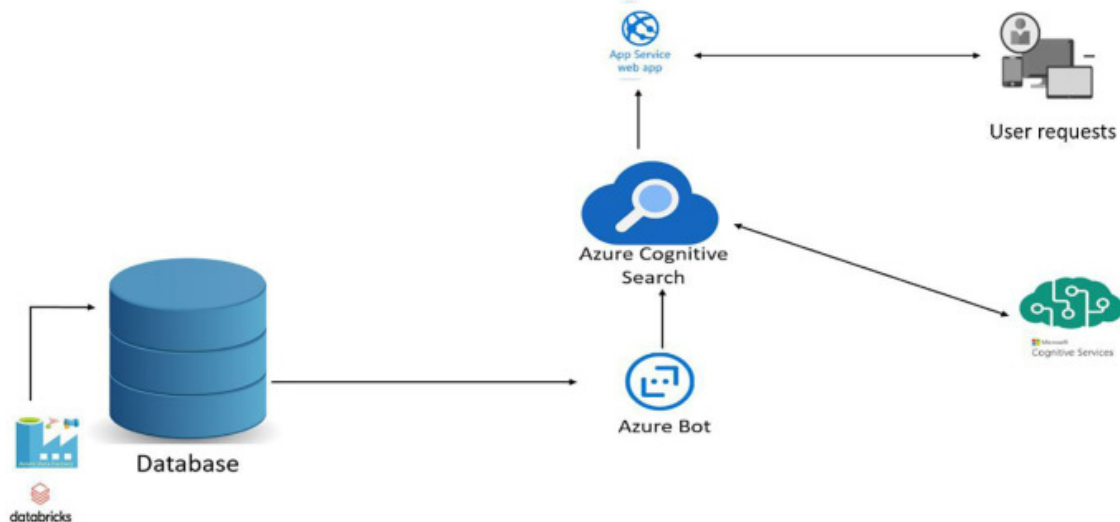 App Service
web app
User requests
Azure Cognitive
Search
Microsoft
Cognitive Services
Azure Bot
Database
databricks